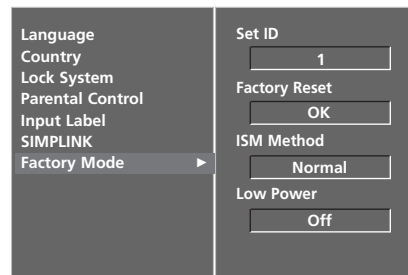 Language
Country
Lock System
Parental Control
Input Label
SIMPLINK
Factory Mode ►
Set ID
1
Factory Reset
OK
ISM Method
Normal
Low Power
Off